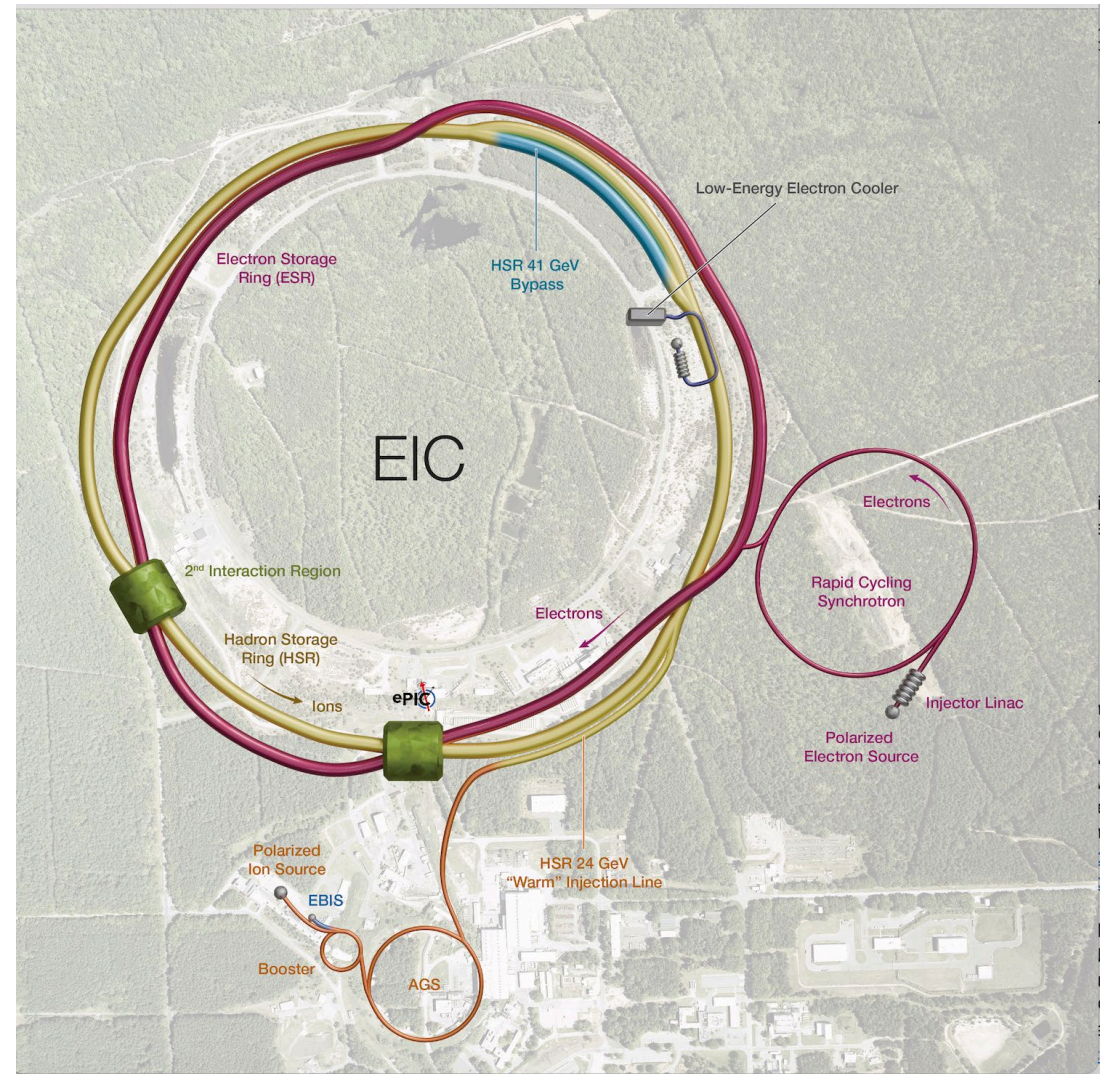 Low-Energy Electron Cooler
Electron Storage
Ring (ESR)
HSR 41 GeV
Bypass
EIC
Electrons
2nd Interaction Region
Rapid Cycling
Synchrotron
Electrons
Hadron Storage
Ring (HSR)
Ions
ePIC
Injector Linac
Polarized
Electron Source
Polarized
Ion Source
HSR 24 GeV
“Warm” Injection Line
EBIS
Booster
AGS